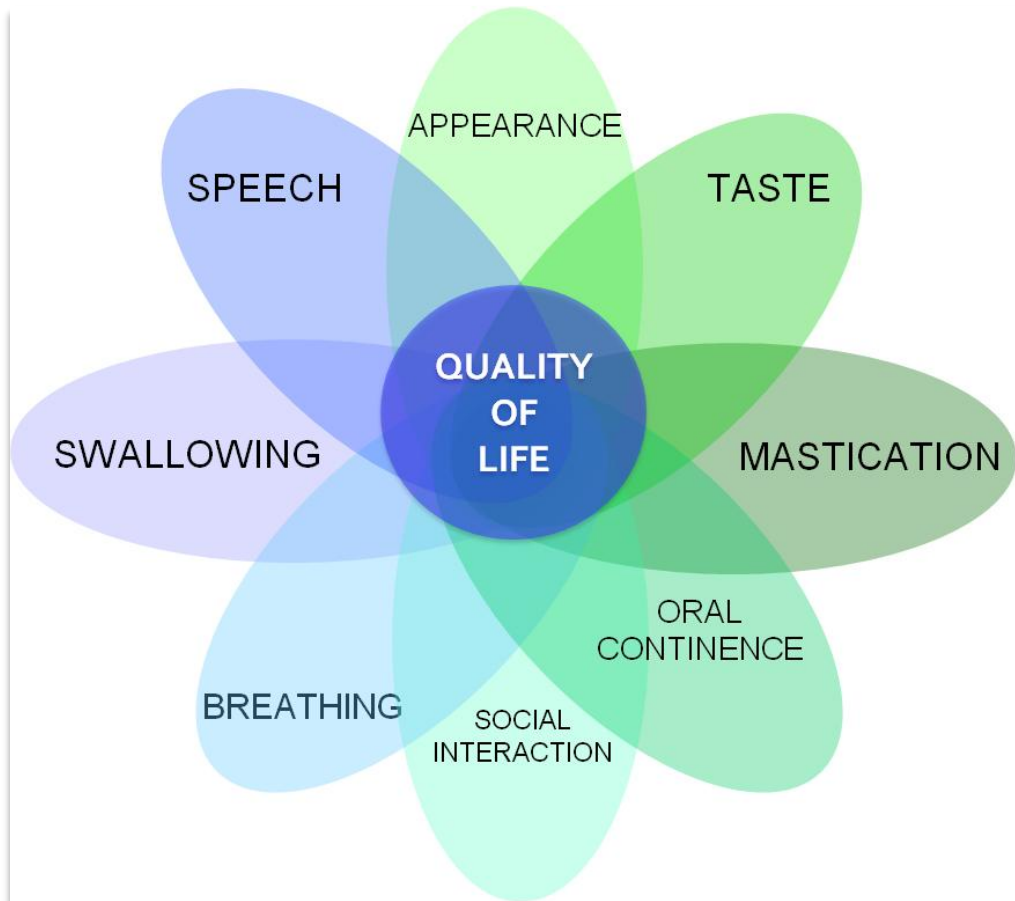 APPEARANCE
SPEECH
TASTE
QUALITY
OF
LIFE
SWALLOWING
MASTICATION
ORAL
CONTINENCE
BREATHING
SOCIAL
INTERACTION